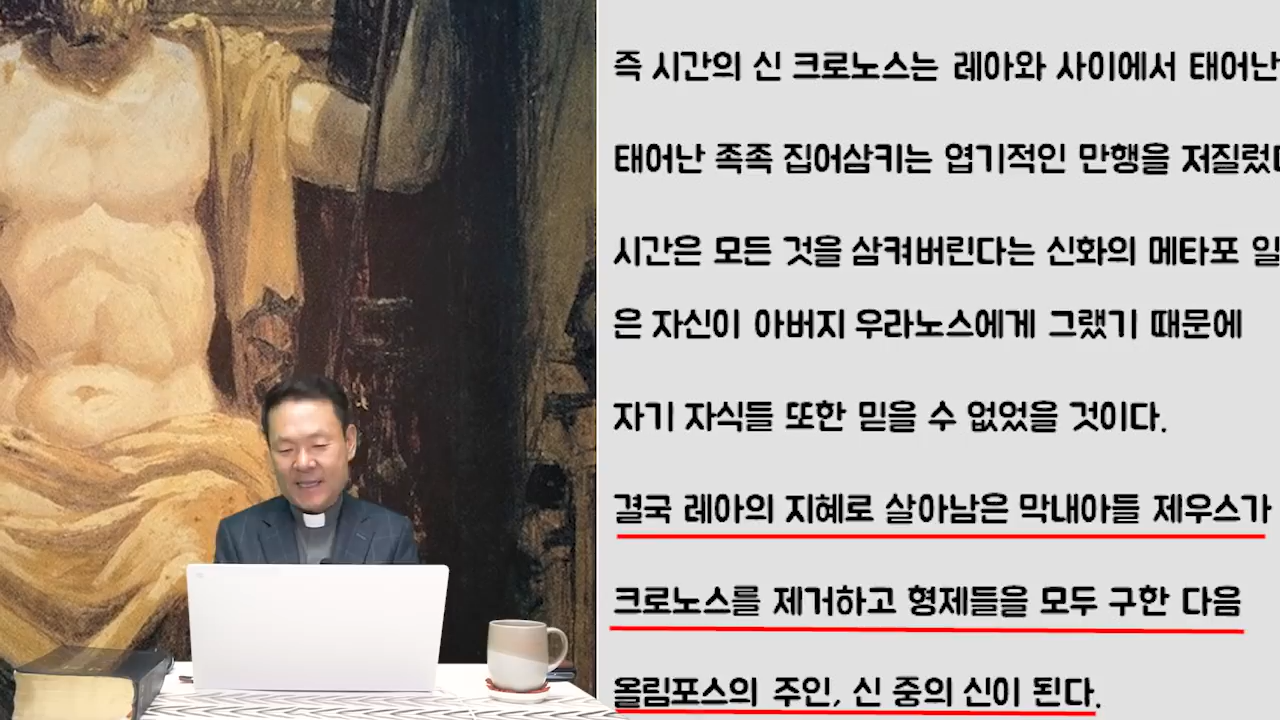 즉 시간의 신 크로노스는 레아와 사이에서 태어난
태어난 족족 집어삼키는 엽기적인 만행을 저질렀
시간은 모든 것을 삼켜버린다는 신화의 메타포 일
은 자신이 아버지 우라노스에게 그랬기 때문에
자기 자식들 또한 믿을 수 없었을 것이다.
결국 레아의 지혜로 살아남은 막내아들 제우스가
크로노스를 제거하고 형제들을 모두 구한 다음
올림포스의 주인, 신 중의 신이 된다.